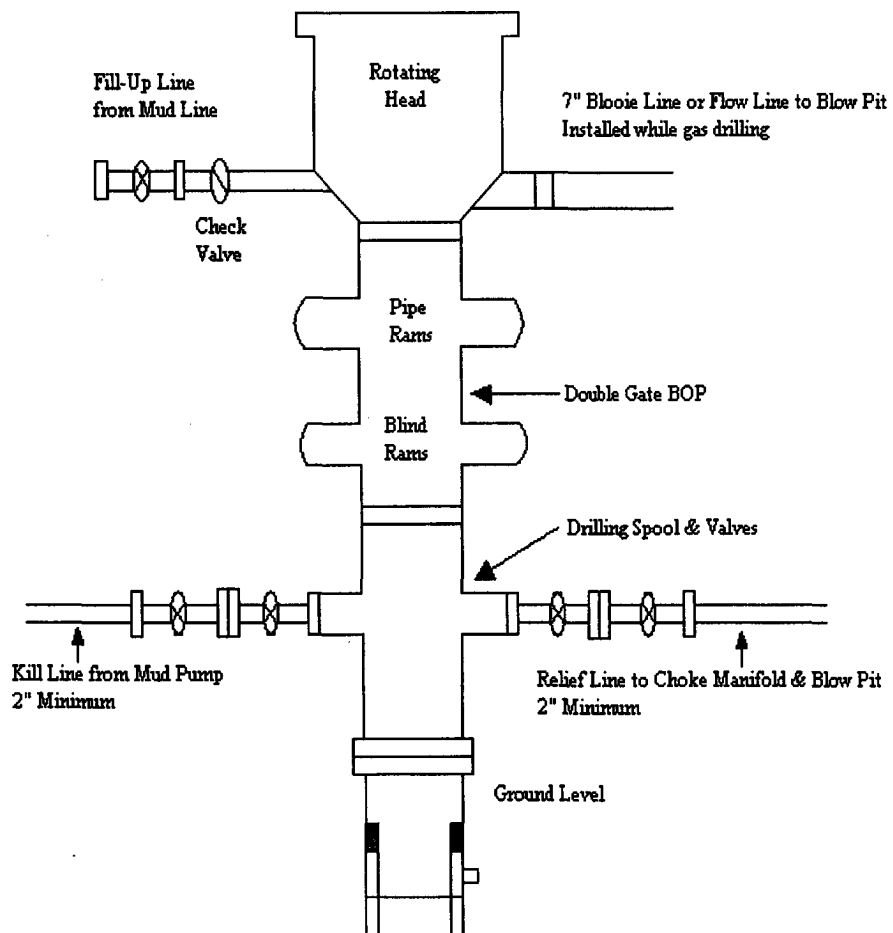 Rotating
Head
Fill-Up Line
from Mud Line
7" Blooie Line or Flow Line to Blow Pit
Installed while gas drilling
Check
Valve
Pipe
Rams
Double Gate BOP
Blind
Rams
Drilling Spool & Valves
Kill Line from Mud Pump
2" Minimum
Relief Line to Choke Manifold & Blow Pit
2" Minimum
Ground Level